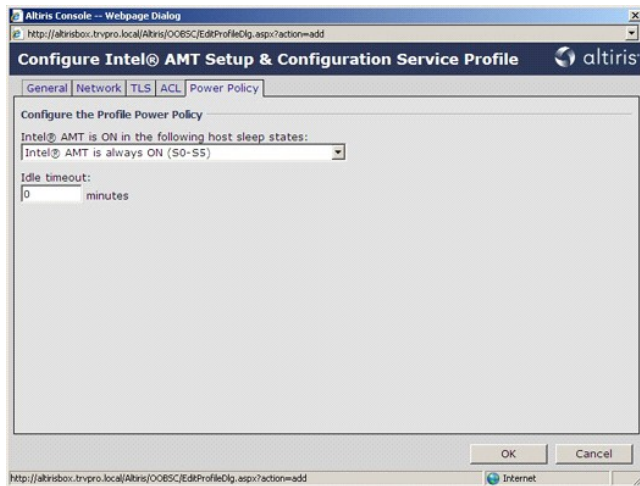 Altiris Console -- Webpage Dialog
http://altirisbox.trvpro.local/Altiris/OOBSC/EditProfileDlg.aspx?action=add
Configure Intel® AMT Setup & Configuration Service Profile altiris
General Network TLS ACL Power Policy
Configure the Profile Power Policy
Intel® AMT is ON in the following host sleep states:
Intel® AMT is always ON (S0-S5)
Idle timeout:
0 minutes
OK Cancel
http://altirisbox.trvpro.local/Altiris/OOBSC/EditProfileDlg.aspx?action=add Internet